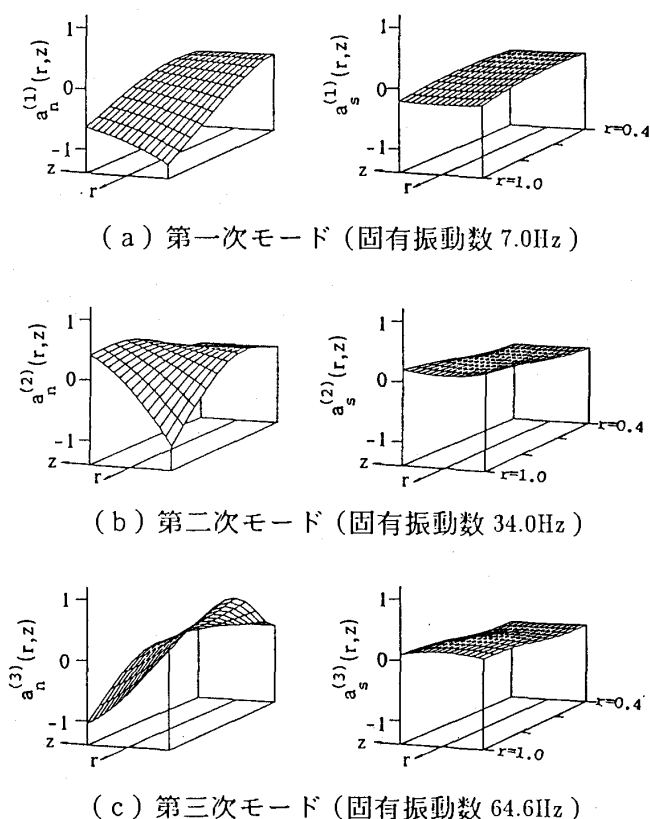 1
0
-1
a_n^(1)(r,z)
z
r
1
0
-1
a_s^(1)(r,z)
z
r
r=1.0
r=0.4
(a)第一次モード(固有振動数 7.0Hz)
1
0
-1
a_n^(2)(r,z)
z
r
1
0
-1
a_s^(2)(r,z)
z
r
r=1.0
r=0.4
(b)第二次モード(固有振動数 34.0Hz)
1
0
-1
a_n^(3)(r,z)
z
r
1
0
-1
a_s^(3)(r,z)
z
r
r=1.0
r=0.4
(c)第三次モード(固有振動数 64.6Hz)